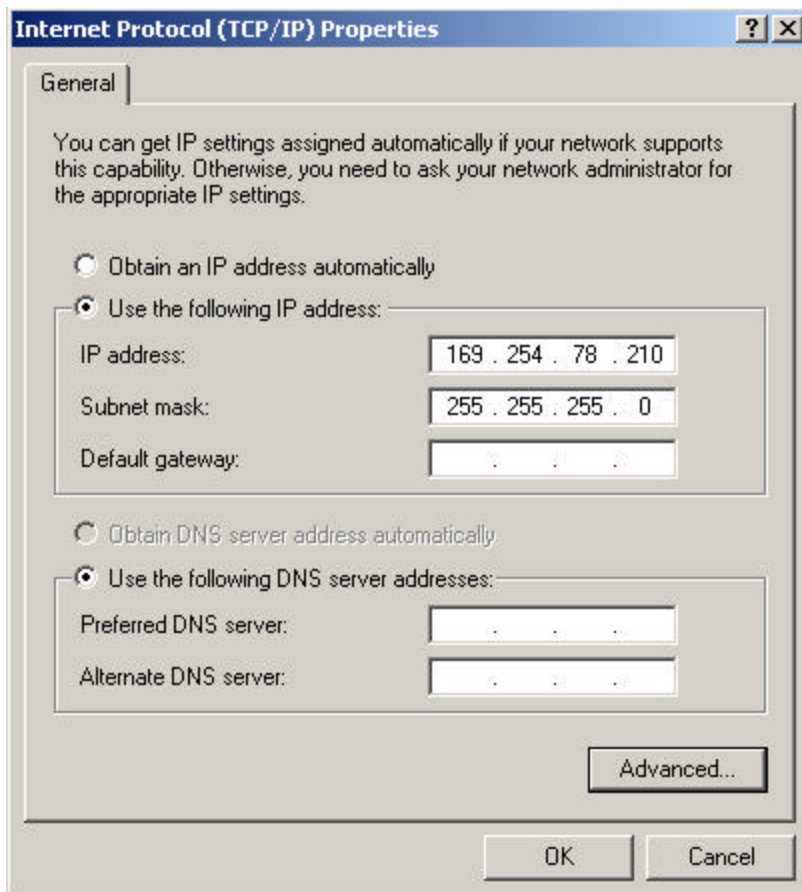 Internet Protocol (TCP/IP) Properties
General
You can get IP settings assigned automatically if your network supports
this capability. Otherwise, you need to ask your network administrator for
the appropriate IP settings.
Obtain an IP address automatically
Use the following IP address:
IP address: 169 . 254 . 78 . 210
Subnet mask: 255 . 255 . 255 . 0
Default gateway: . . .
Obtain DNS server address automatically
Use the following DNS server addresses:
Preferred DNS server: . . .
Alternate DNS server: . . .
Advanced...
OK Cancel